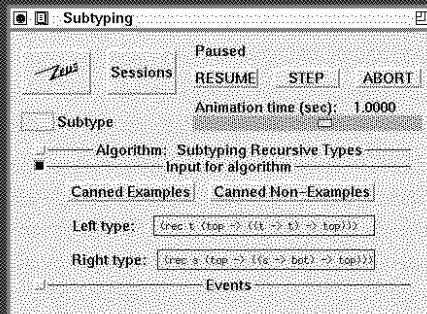 Subtyping
Zeus
Sessions
Paused
RESUME STEP ABORT
Animation time (sec): 1.0000
Subtype
Algorithm: Subtyping Recursive Types
Input for algorithm
Canned Examples Canned Non-Examples
Left type: (rec t (top -> ((t -> t) -> top)))
Right type: (rec s (top -> ((s -> bot) -> top)))
Events